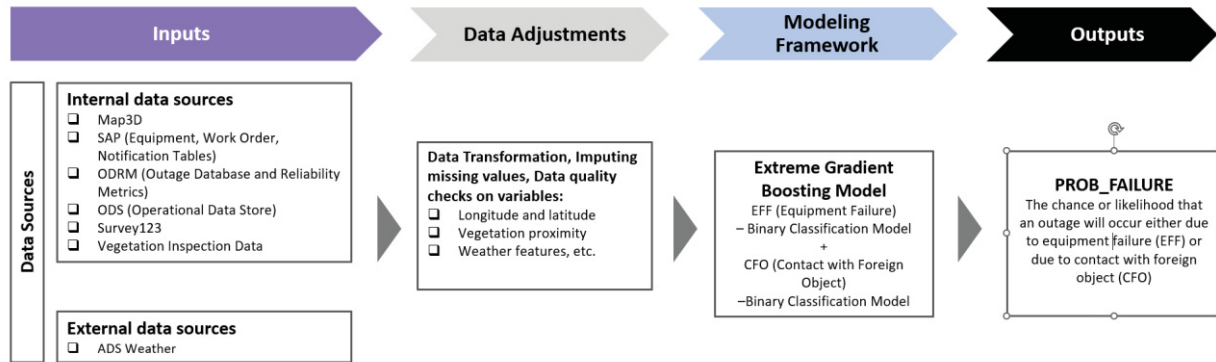 Inputs
Data Adjustments
Modeling
Framework
Outputs
Data Sources
Internal data sources
Map3D
SAP (Equipment, Work Order,
Notification Tables)
ODRM (Outage Database and Reliability
Metrics)
ODS (Operational Data Store)
Survey123
Vegetation Inspection Data
External data sources
ADS Weather
Data Transformation, Imputing
missing values, Data quality
checks on variables:
Longitude and latitude
Vegetation proximity
Weather features, etc.
Extreme Gradient
Boosting Model
EFF (Equipment Failure)
– Binary Classification Model
+
CFO (Contact with Foreign
Object)
–Binary Classification Model
PROB_FAILURE
The chance or likelihood that
an outage will occur either due
to equipment failure (EFF) or
due to contact with foreign
object (CFO)